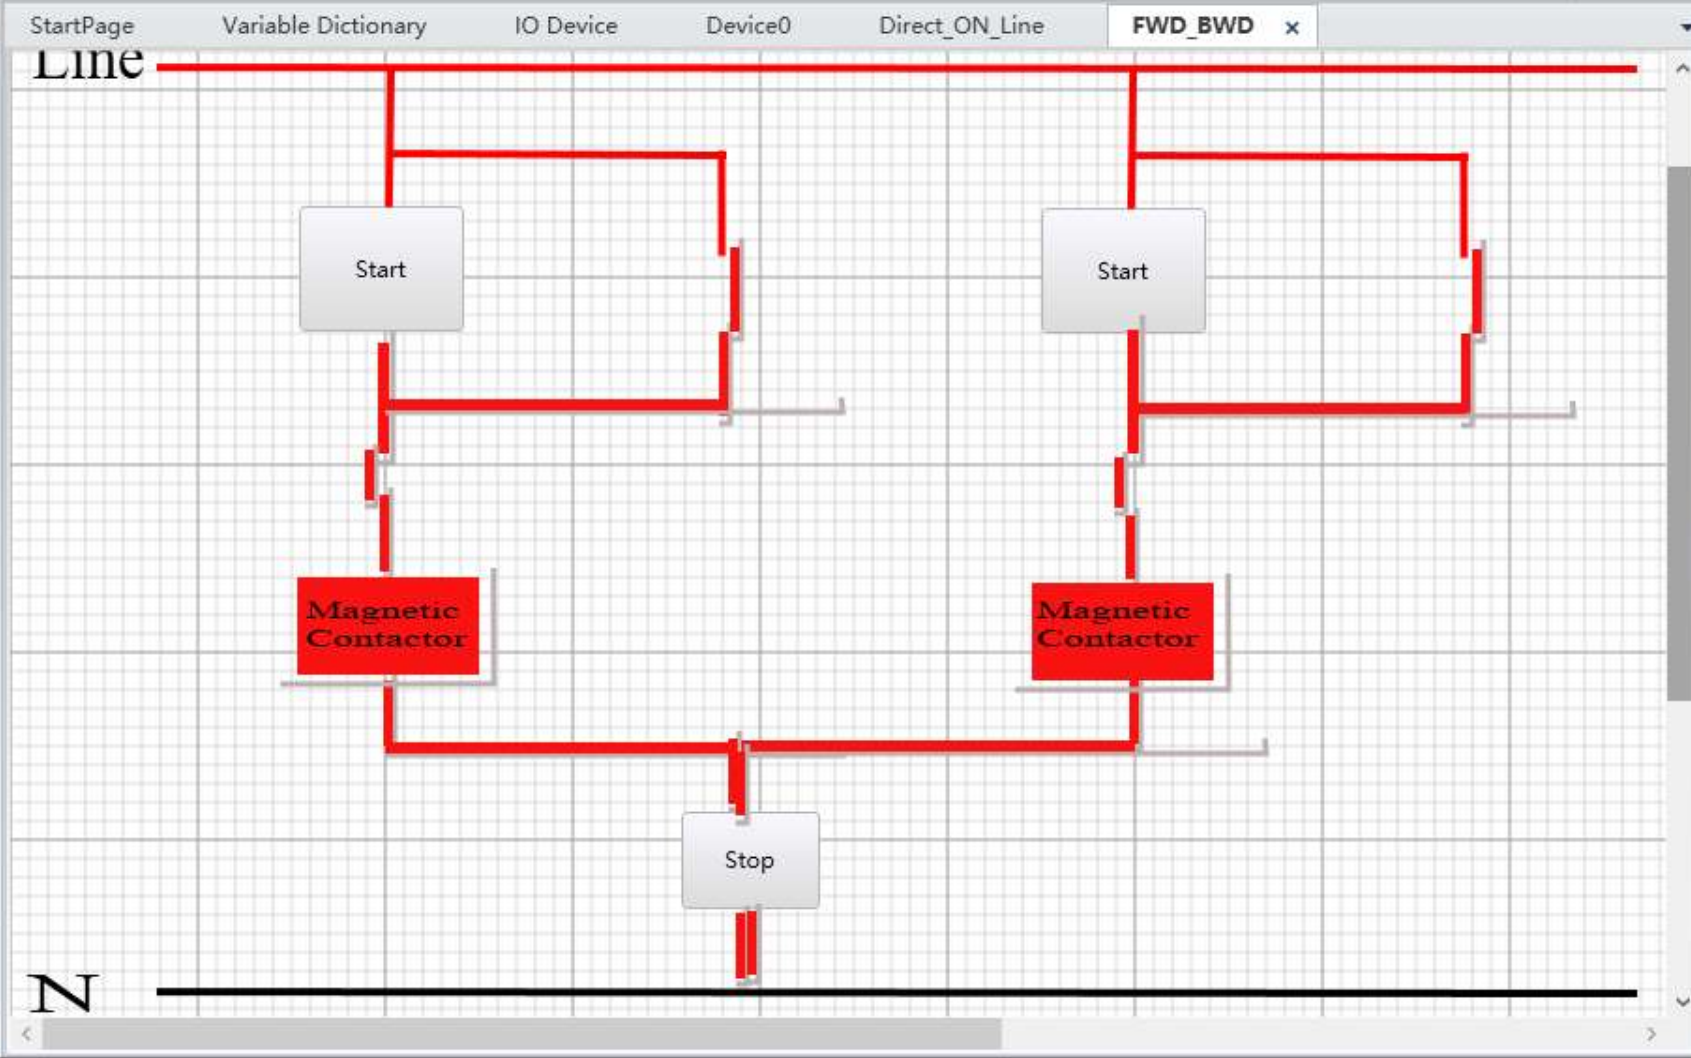 StartPage Variable Dictionary IO Device Device0 Direct_ON_Line FWD_BWD x
Line
Start Start
Magnetic Magnetic
Contactor Contactor
Stop
N